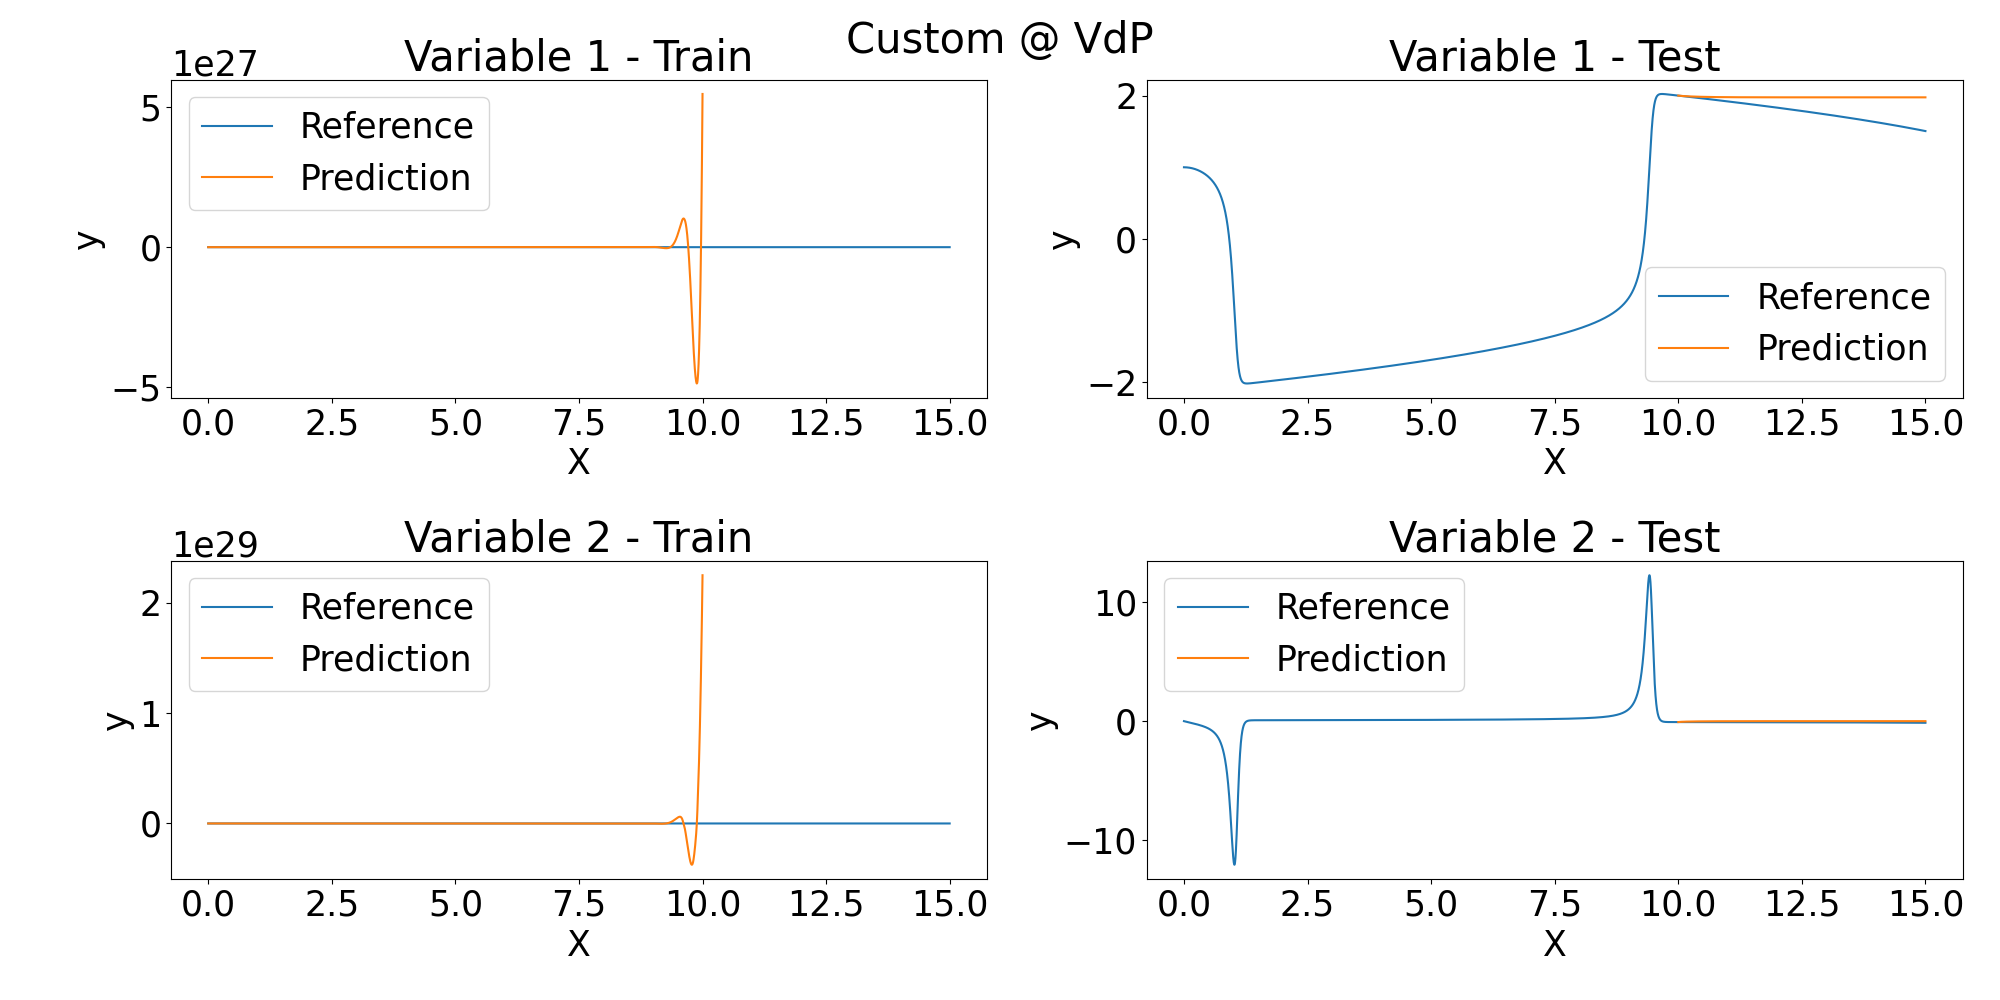 Custom @ VdP
Variable 1 - Train
1e27
5
0
−5
Reference
Prediction
y
0.0 2.5 5.0 7.5 10.0 12.5 15.0
X
Variable 1 - Test
2
0
−2
Reference
Prediction
y
0.0 2.5 5.0 7.5 10.0 12.5 15.0
X
Variable 2 - Train
1e29
2
1
0
Reference
Prediction
y
0.0 2.5 5.0 7.5 10.0 12.5 15.0
X
Variable 2 - Test
10
0
−10
Reference
Prediction
y
0.0 2.5 5.0 7.5 10.0 12.5 15.0
X